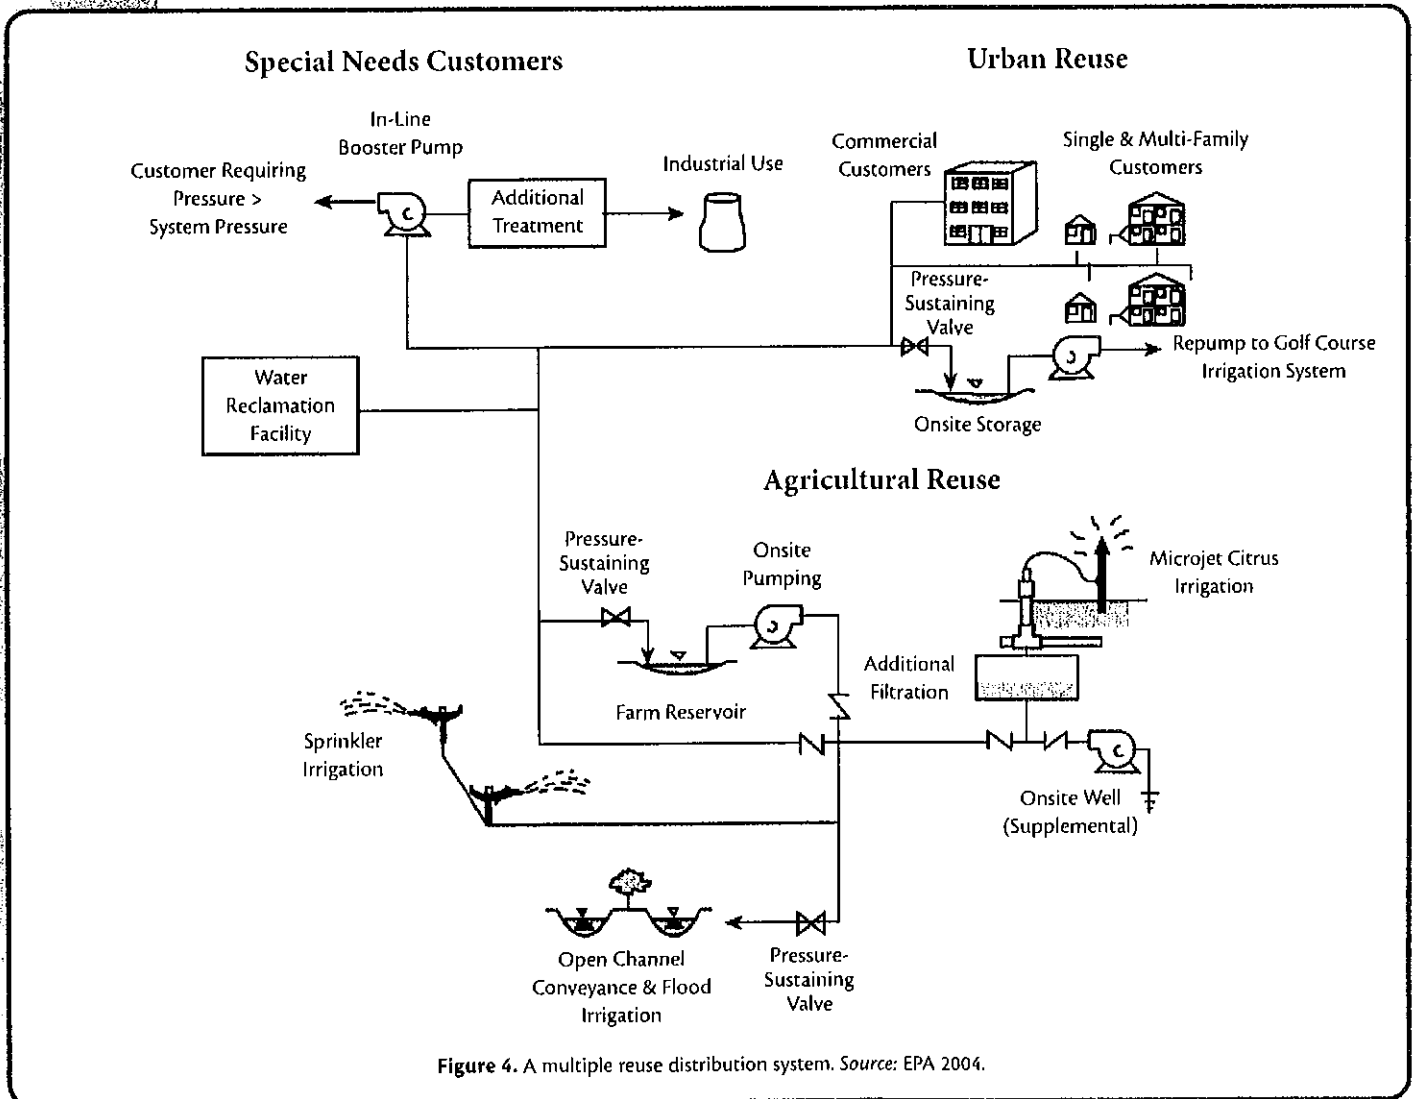 Special Needs Customers
In-Line
Booster Pump
Customer Requiring
Pressure >
System Pressure
Additional
Treatment
Industrial Use
Urban Reuse
Commercial
Customers
Single & Multi-Family
Customers
Pressure-
Sustaining
Valve
Repump to Golf Course
Irrigation System
Onsite Storage
Water
Reclamation
Facility
Agricultural Reuse
Pressure-
Sustaining
Valve
Onsite
Pumping
Farm Reservoir
Microjet Citrus
Irrigation
Additional
Filtration
Sprinkler
Irrigation
Onsite Well
(Supplemental)
Open Channel
Conveyance & Flood
Irrigation
Pressure-
Sustaining
Valve
Figure 4. A multiple reuse distribution system. Source: EPA 2004.